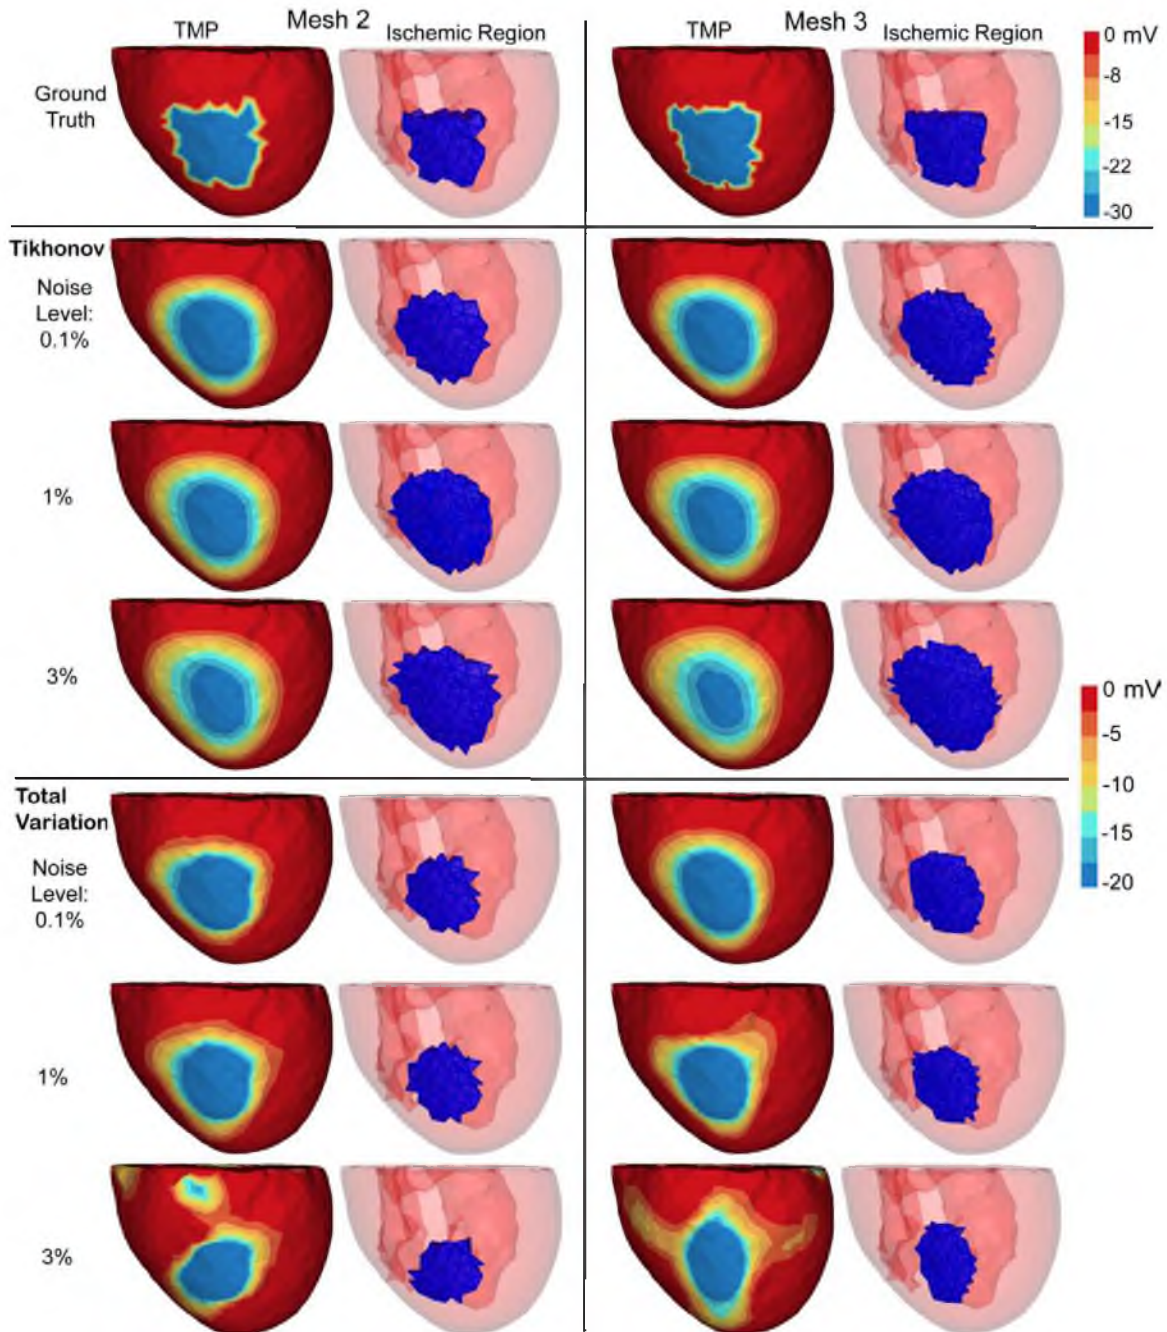 Mesh 2
Mesh 3
TMP
Ischemic Region
TMP
Ischemic Region
Ground
Truth
0 mV
-8
-15
-22
-30
Tikhonov
Noise
Level:
0.1%
1%
3%
0 mV
-5
-10
-15
-20
Total
Variation
Noise
Level:
0.1%
1%
3%